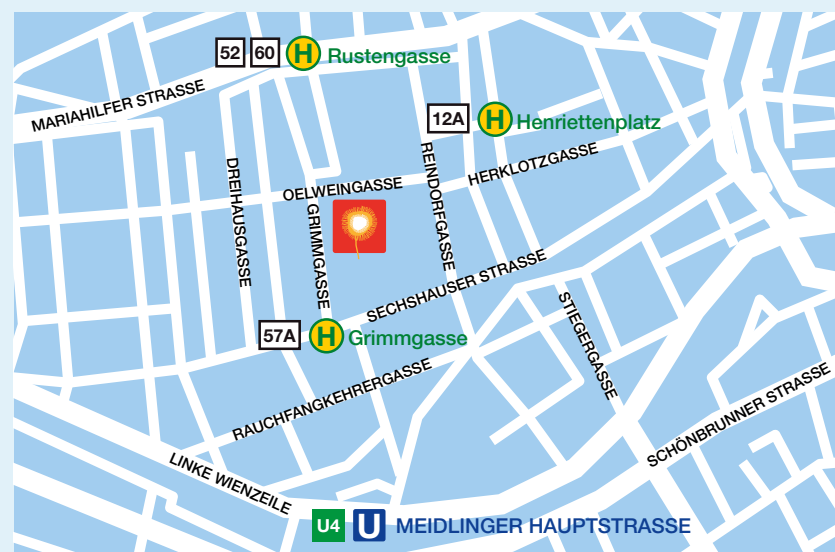 52 60 H Rustengasse
MARIAHILFER STRASSE
12A H Henriettenplatz
DREIHAUSGASSE
OELWEINGASSE
GRIMMGASSE
REINDORFGASSE
HERKLOTZGASSE
SECHSHAUSER STRASSE
57A H Grimmgasse
STIEGERGASSE
RAUCHFANGKEHRERGASSE
SCHÖNBRUNNER STRASSE
LINKE WIENZEILE
U4 U MEIDLINGER HAUPTSTRASSE